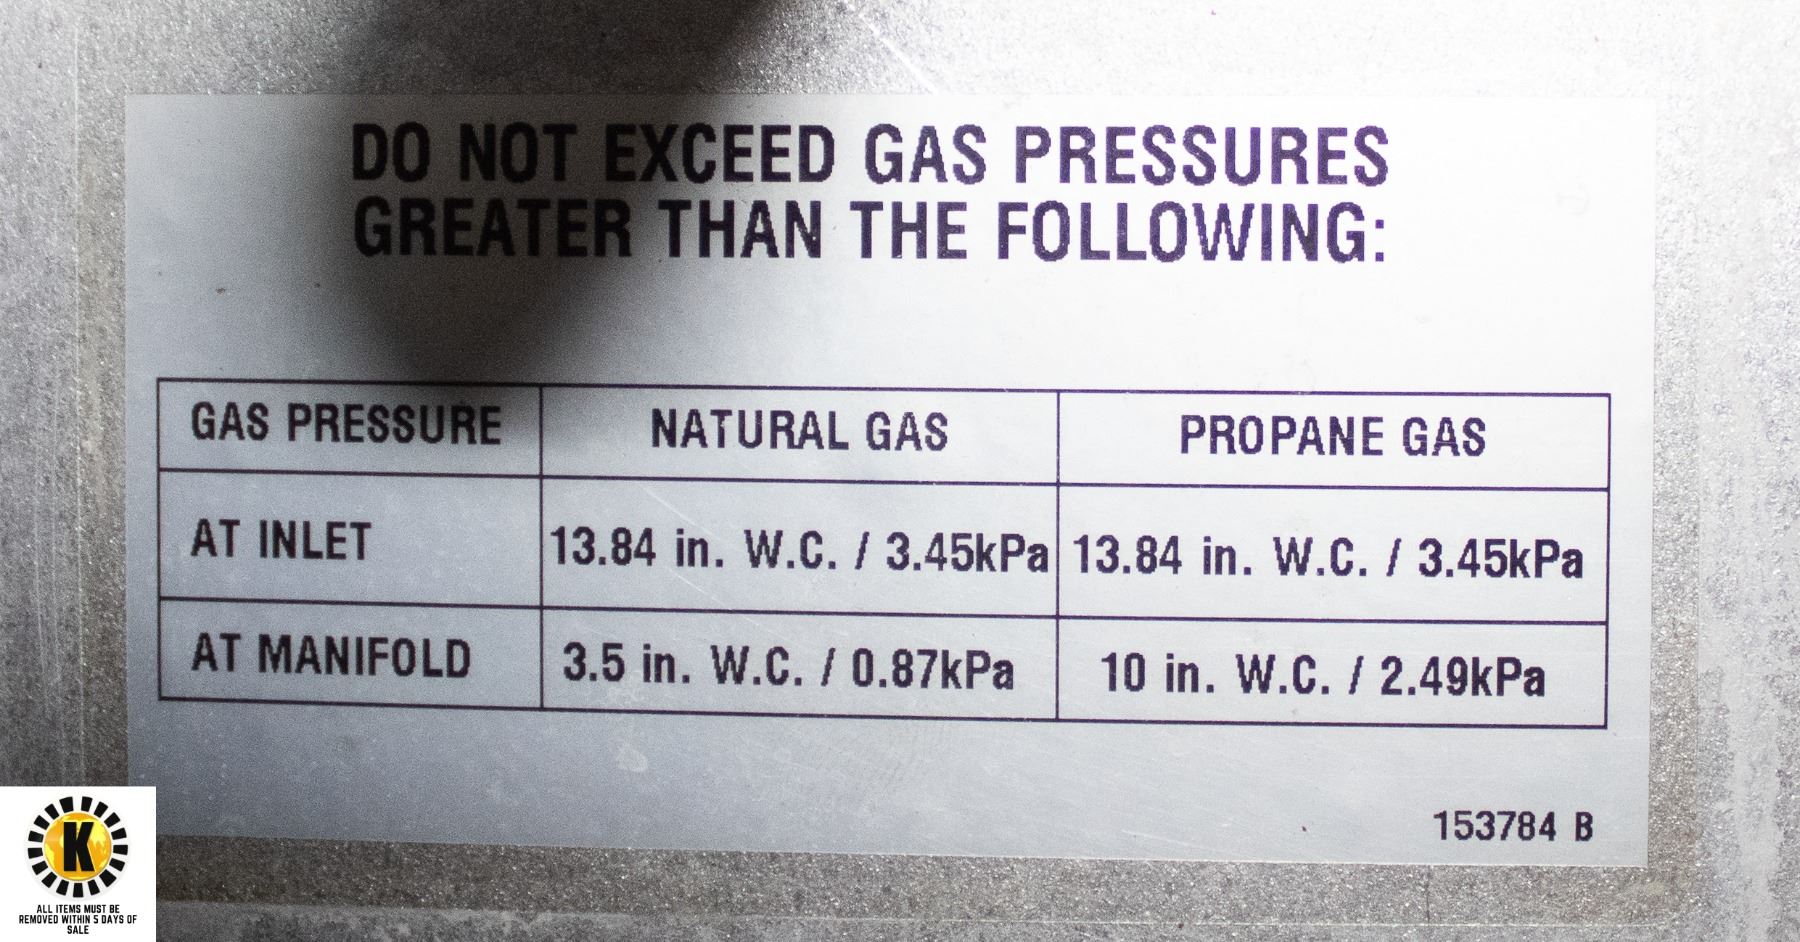 DO NOT EXCEED GAS PRESSURES
GREATER THAN THE FOLLOWING:
GAS PRESSURE NATURAL GAS PROPANE GAS
AT INLET 13.84 in. W.C. / 3.45kPa 13.84 in. W.C. / 3.45kPa
AT MANIFOLD 3.5 in. W.C. / 0.87kPa 10 in. W.C. / 2.49kPa
153784 B
K
ALL ITEMS MUST BE
REMOVED WITHIN 5 DAYS OF
SALE